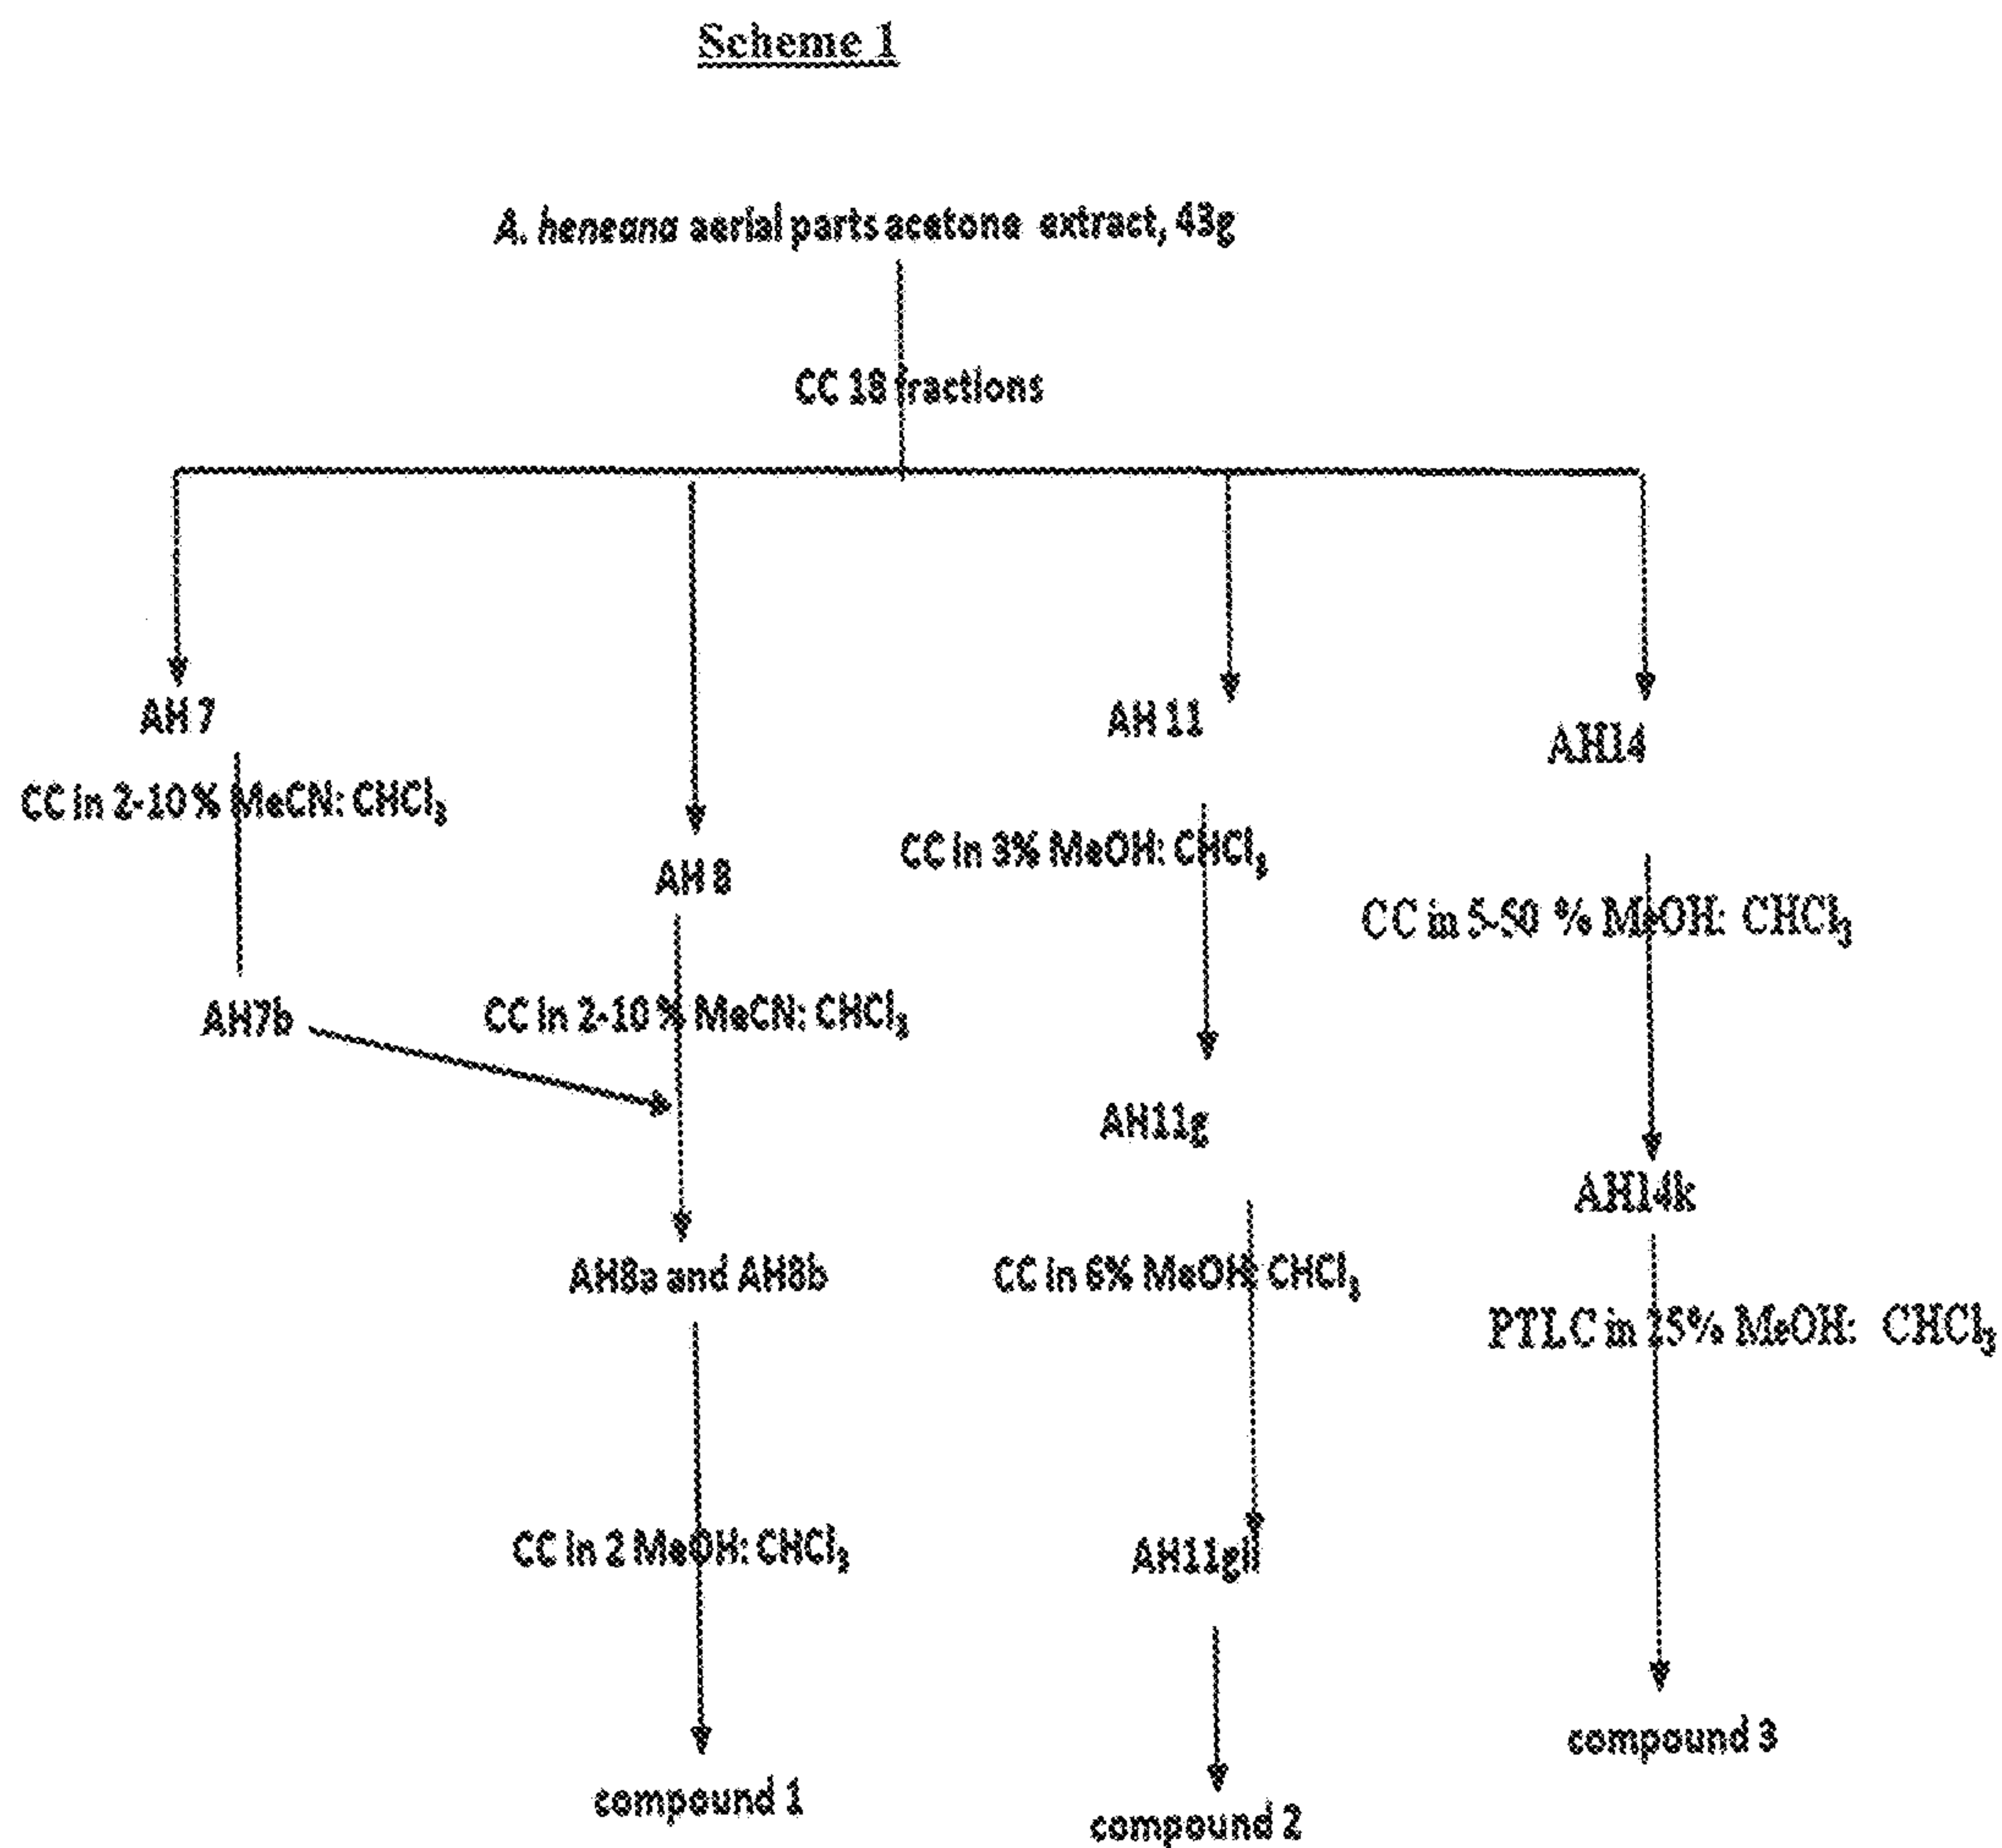 Scheme 1
A. heneana aerial parts acetone extract, 43g
CC 18 fractions
AH 7
AH 11
AH14
CC in 2-10 % MeCN: CHCl₃
CC in 3% MeOH: CHCl₃
AH 8
CC in 5-50 % MeOH: CHCl₃
AH7b
CC in 2-10 % MeCN: CHCl₃
AH11g
AH14k
AH8a and AH8b
CC in 6% MeOH: CHCl₃
PTLC in 25% MeOH: CHCl₃
CC in 2 MeOH: CHCl₃
AH11gii
compound 3
compound 1
compound 2